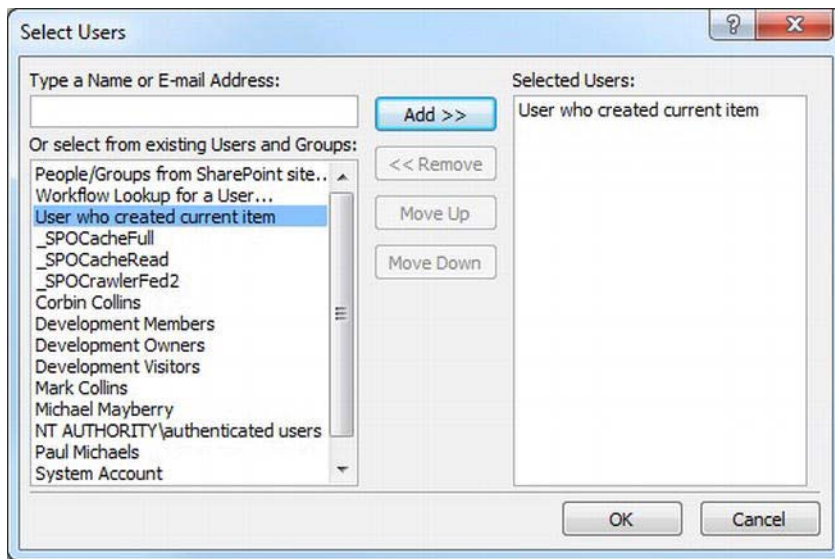 Select Users
?
Type a Name or E-mail Address:
Or select from existing Users and Groups:
People/Groups from SharePoint site..
Workflow Lookup for a User...
User who created current item
_SPOCacheFull
_SPOCacheRead
_SPOCrawlerFed2
Corbin Collins
Development Members
Development Owners
Development Visitors
Mark Collins
Michael Mayberry
NT AUTHORITY\authenticated users
Paul Michaels
System Account
Add >>
<< Remove
Move Up
Move Down
Selected Users:
User who created current item
OK
Cancel